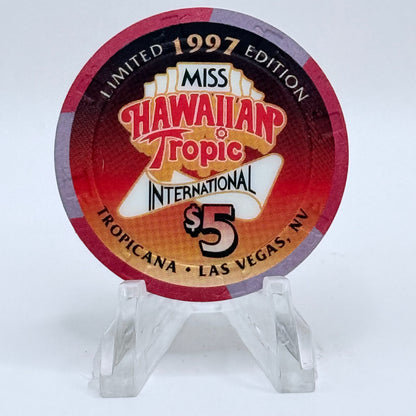 LIMITED 1997 EDITION
MISS
HAWAIIAN
Tropic
INTERNATIONAL
$5
TROPICANA • LAS VEGAS, NV